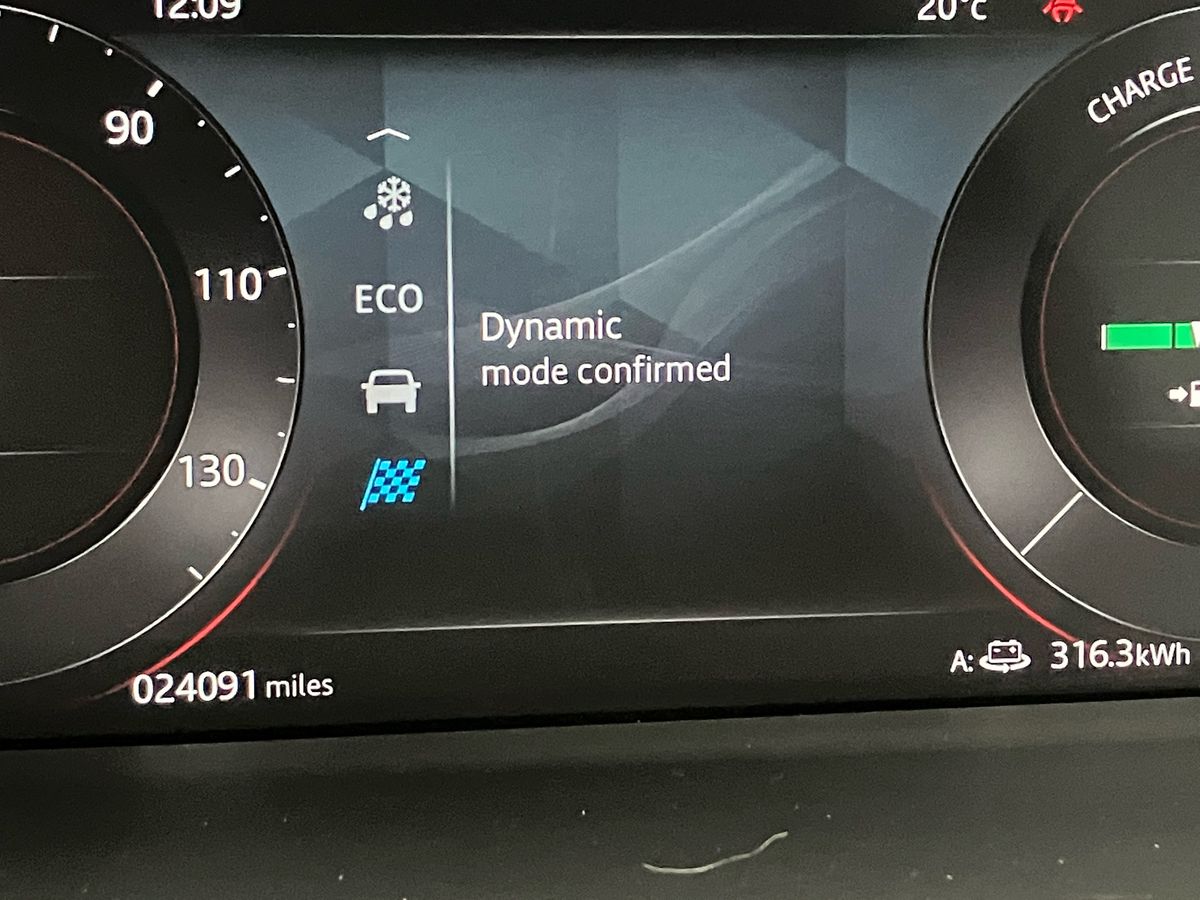 12:09
20°C
CHARGE
90
110
130
ECO
Dynamic
mode confirmed
024091 miles
A: 316.3kWh